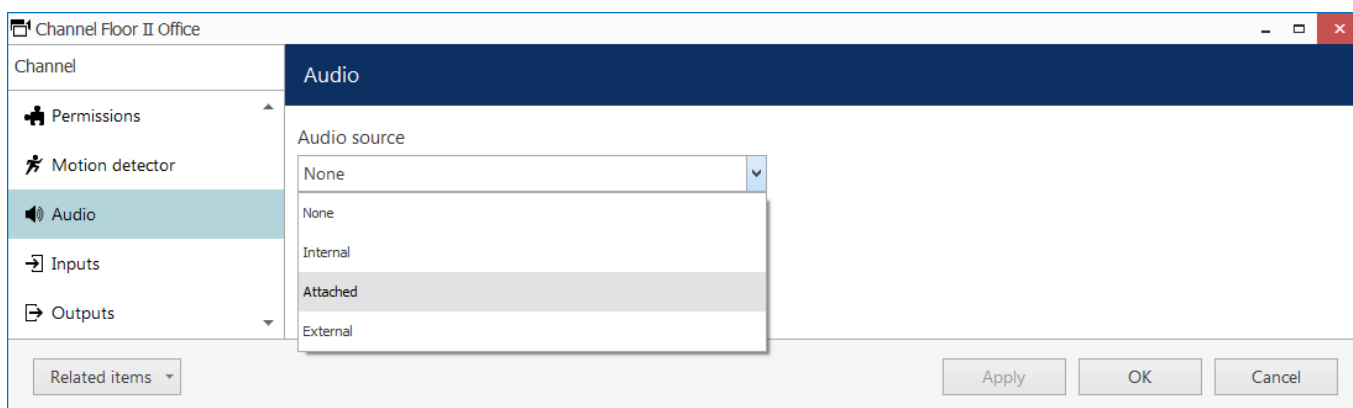 Channel Floor II Office
Channel
Audio
Permissions
Motion detector
Audio
Inputs
Outputs
Audio source
None
None
Internal
Attached
External
Related items
Apply
OK
Cancel